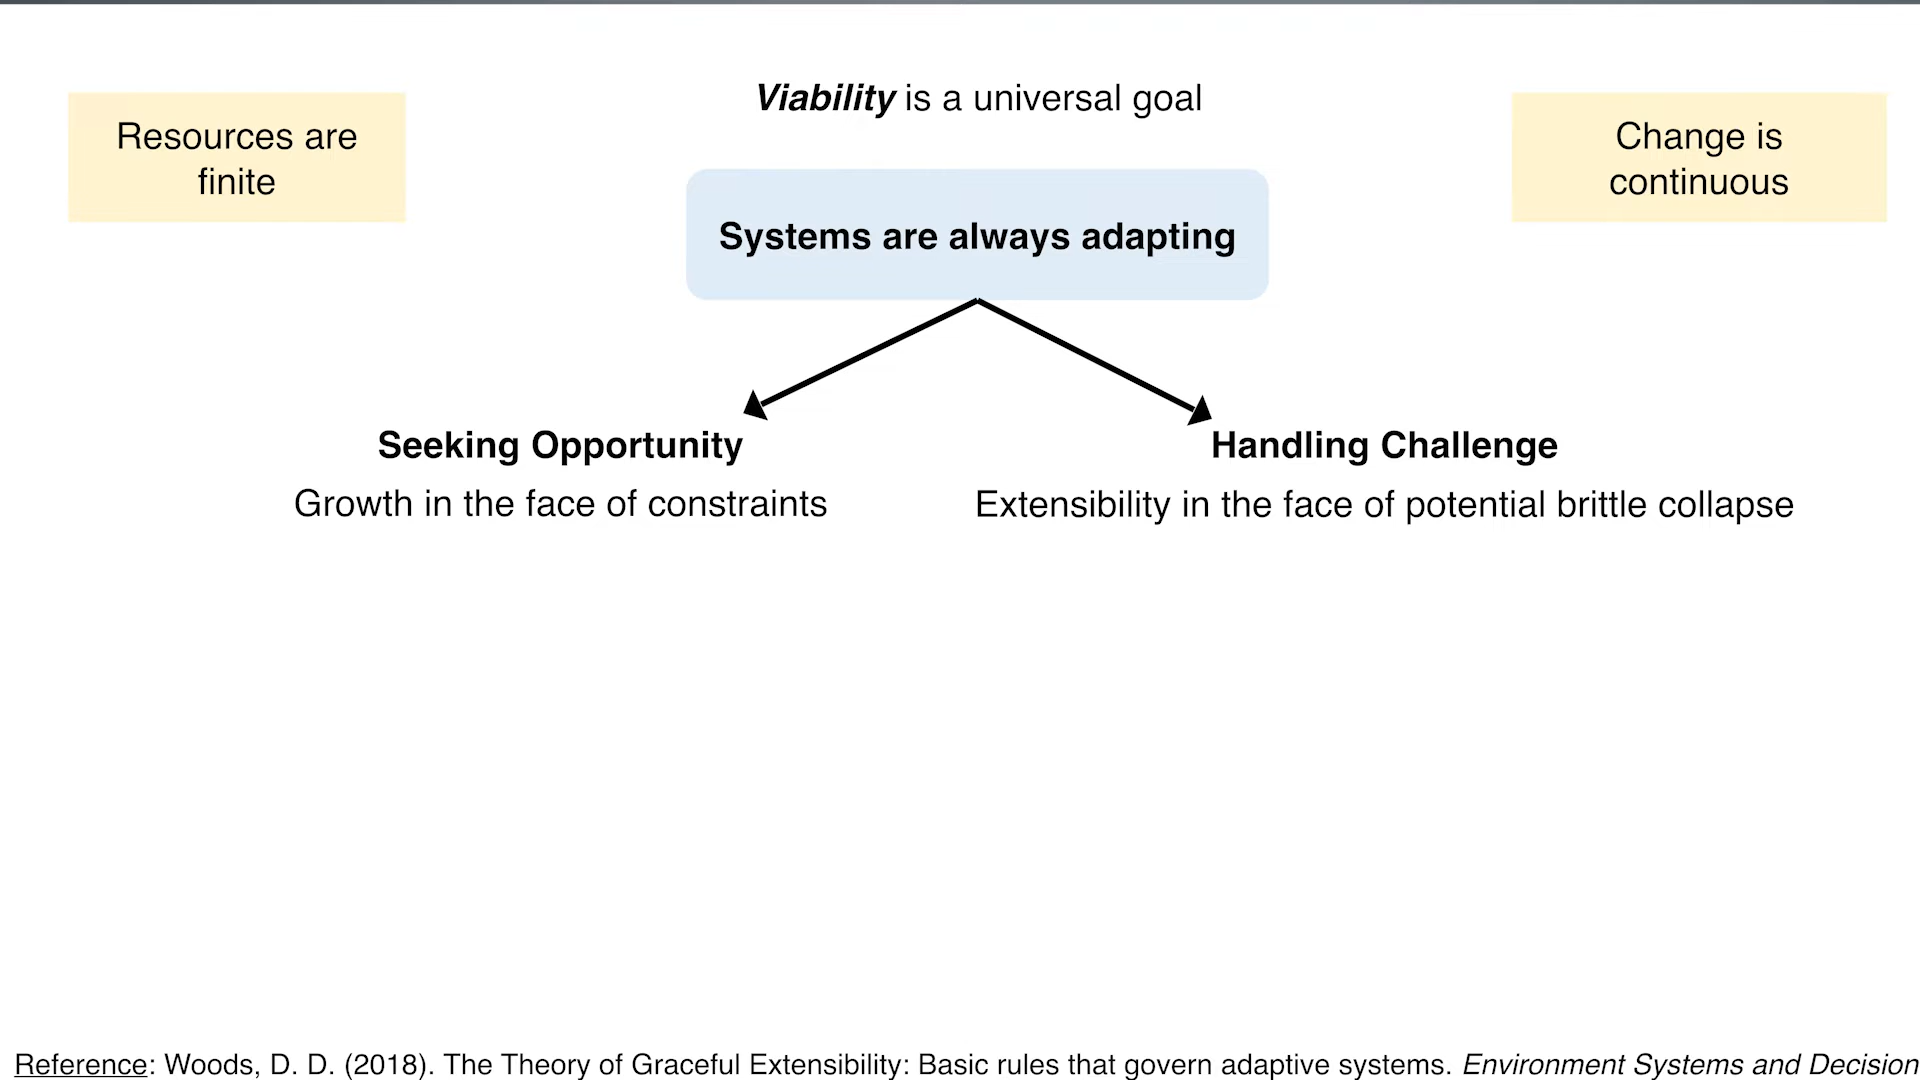 Viability is a universal goal
Resources are
finite
Change is
continuous
Systems are always adapting
Seeking Opportunity
Growth in the face of constraints
Handling Challenge
Extensibility in the face of potential brittle collapse
Reference: Woods, D. D. (2018). The Theory of Graceful Extensibility: Basic rules that govern adaptive systems. Environment Systems and Decision